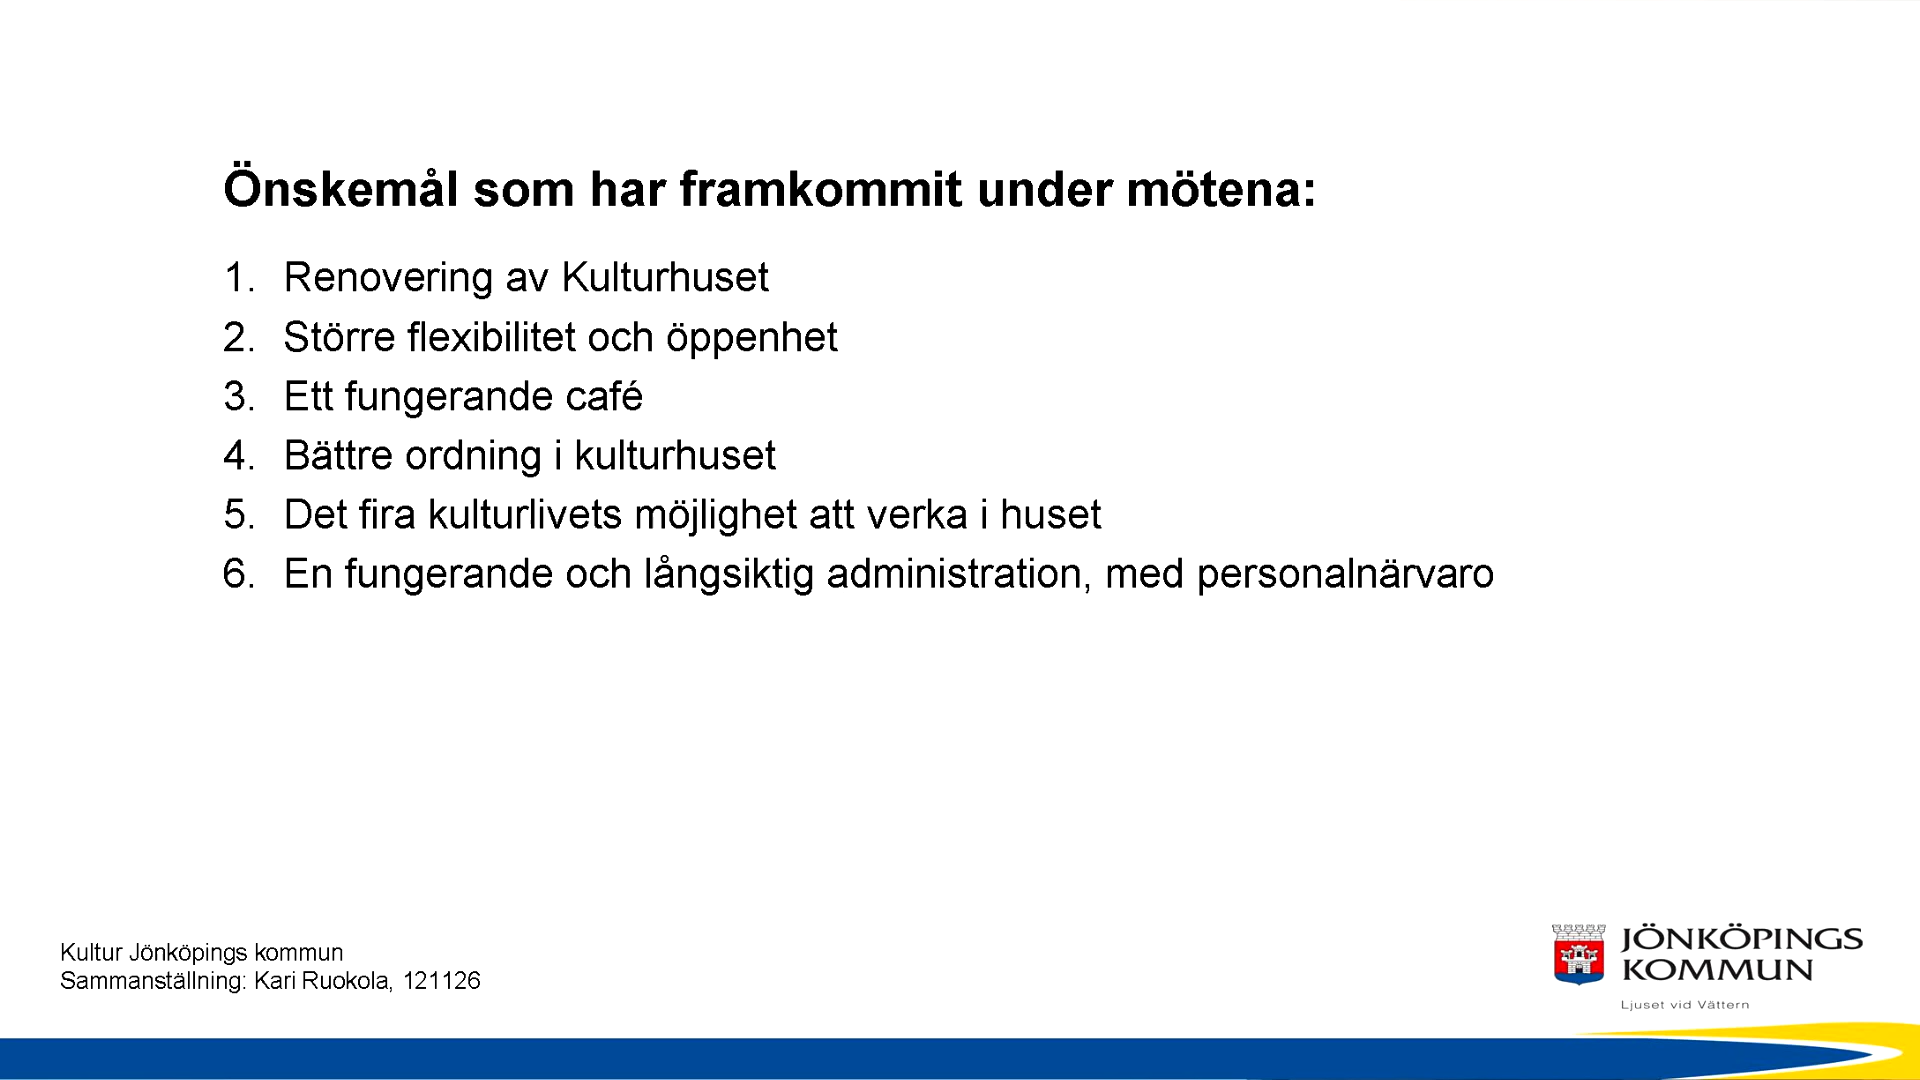 Önskemål som har framkommit under mötena:
1. Renovering av Kulturhuset
2. Större flexibilitet och öppenhet
3. Ett fungerande café
4. Bättre ordning i kulturhuset
5. Det fira kulturlivets möjlighet att verka i huset
6. En fungerande och långsiktig administration, med personalnärvaro
Kultur Jönköpings kommun
Sammanställning: Kari Ruokola, 121126
JÖNKÖPINGS
KOMMUN
Ljuset vid Vättern